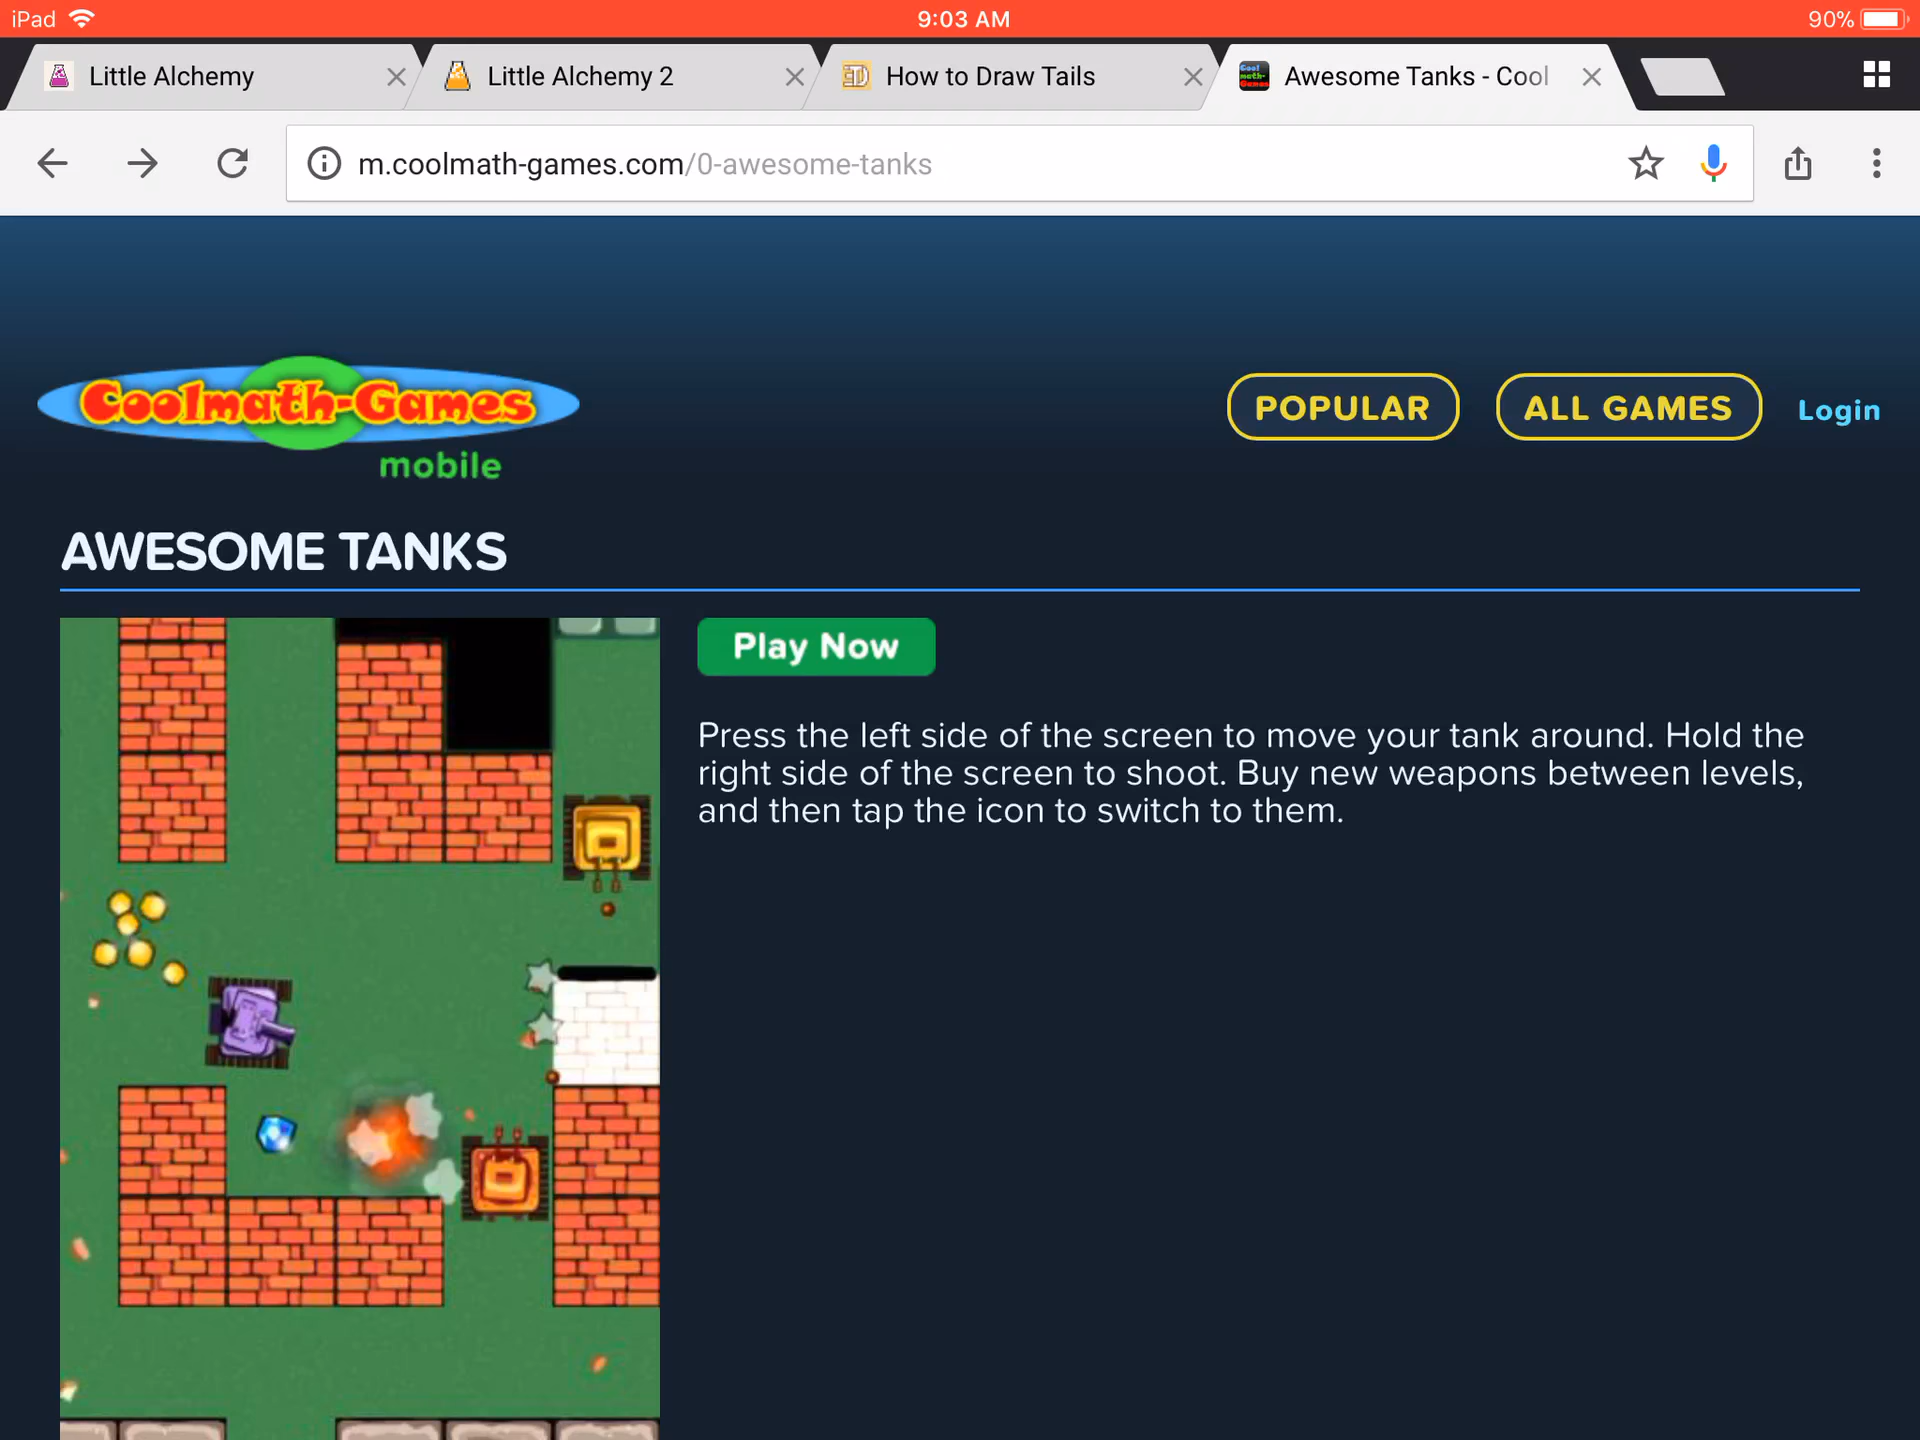 iPad 9:03 AM 90%
Little Alchemy Little Alchemy 2 How to Draw Tails Awesome Tanks - Cool
m.coolmath-games.com/0-awesome-tanks
Coolmath-Games
mobile
POPULAR ALL GAMES Login
AWESOME TANKS
Play Now
Press the left side of the screen to move your tank around. Hold the
right side of the screen to shoot. Buy new weapons between levels,
and then tap the icon to switch to them.